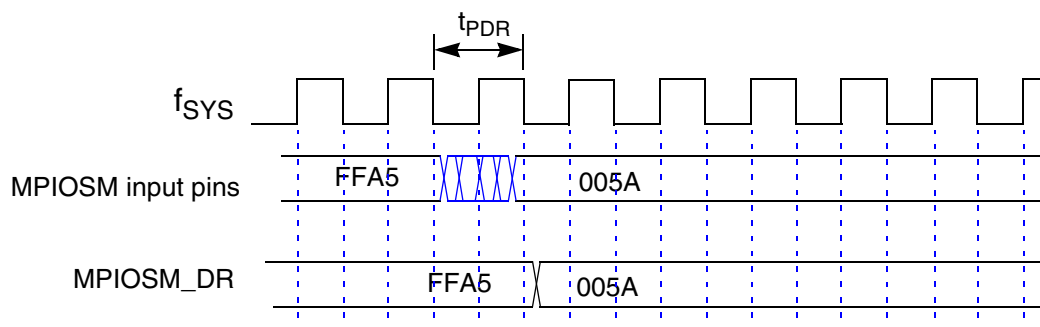 tPDR
fSYS
MPIOSM input pins FFA5 005A
MPIOSM_DR FFA5 005A